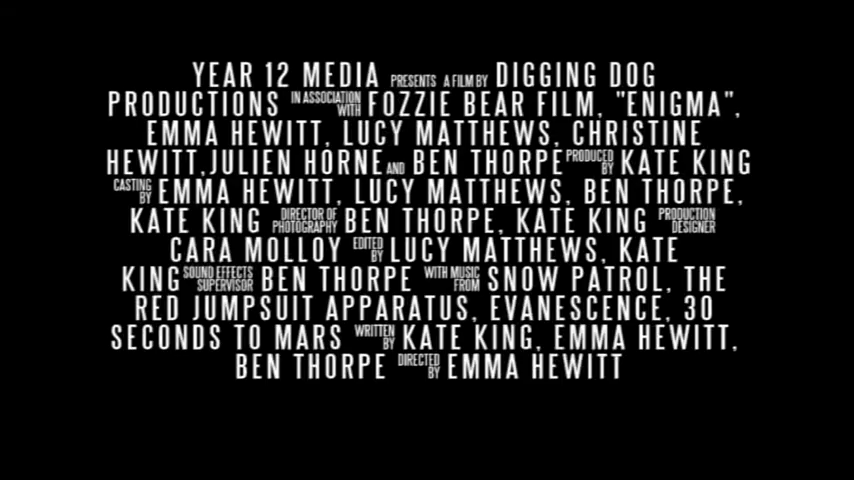 YEAR 12 MEDIA PRESENTS A FILM BY DIGGING DOG
PRODUCTIONS IN ASSOCIATION WITH FOZZIE BEAR FILM, "ENIGMA",
EMMA HEWITT, LUCY MATTHEWS, CHRISTINE
HEWITT,JULIEN HORNE AND BEN THORPE PRODUCED BY KATE KING
CASTING BY EMMA HEWITT, LUCY MATTHEWS, BEN THORPE,
KATE KING DIRECTOR OF PHOTOGRAPHY BEN THORPE, KATE KING PRODUCTION DESIGNER
CARA MOLLOY EDITED BY LUCY MATTHEWS, KATE
KING SOUND EFFECTS SUPERVISOR BEN THORPE WITH MUSIC FROM SNOW PATROL, THE
RED JUMPSUIT APPARATUS, EVANESCENCE, 30
SECONDS TO MARS WRITTEN BY KATE KING, EMMA HEWITT,
BEN THORPE DIRECTED BY EMMA HEWITT